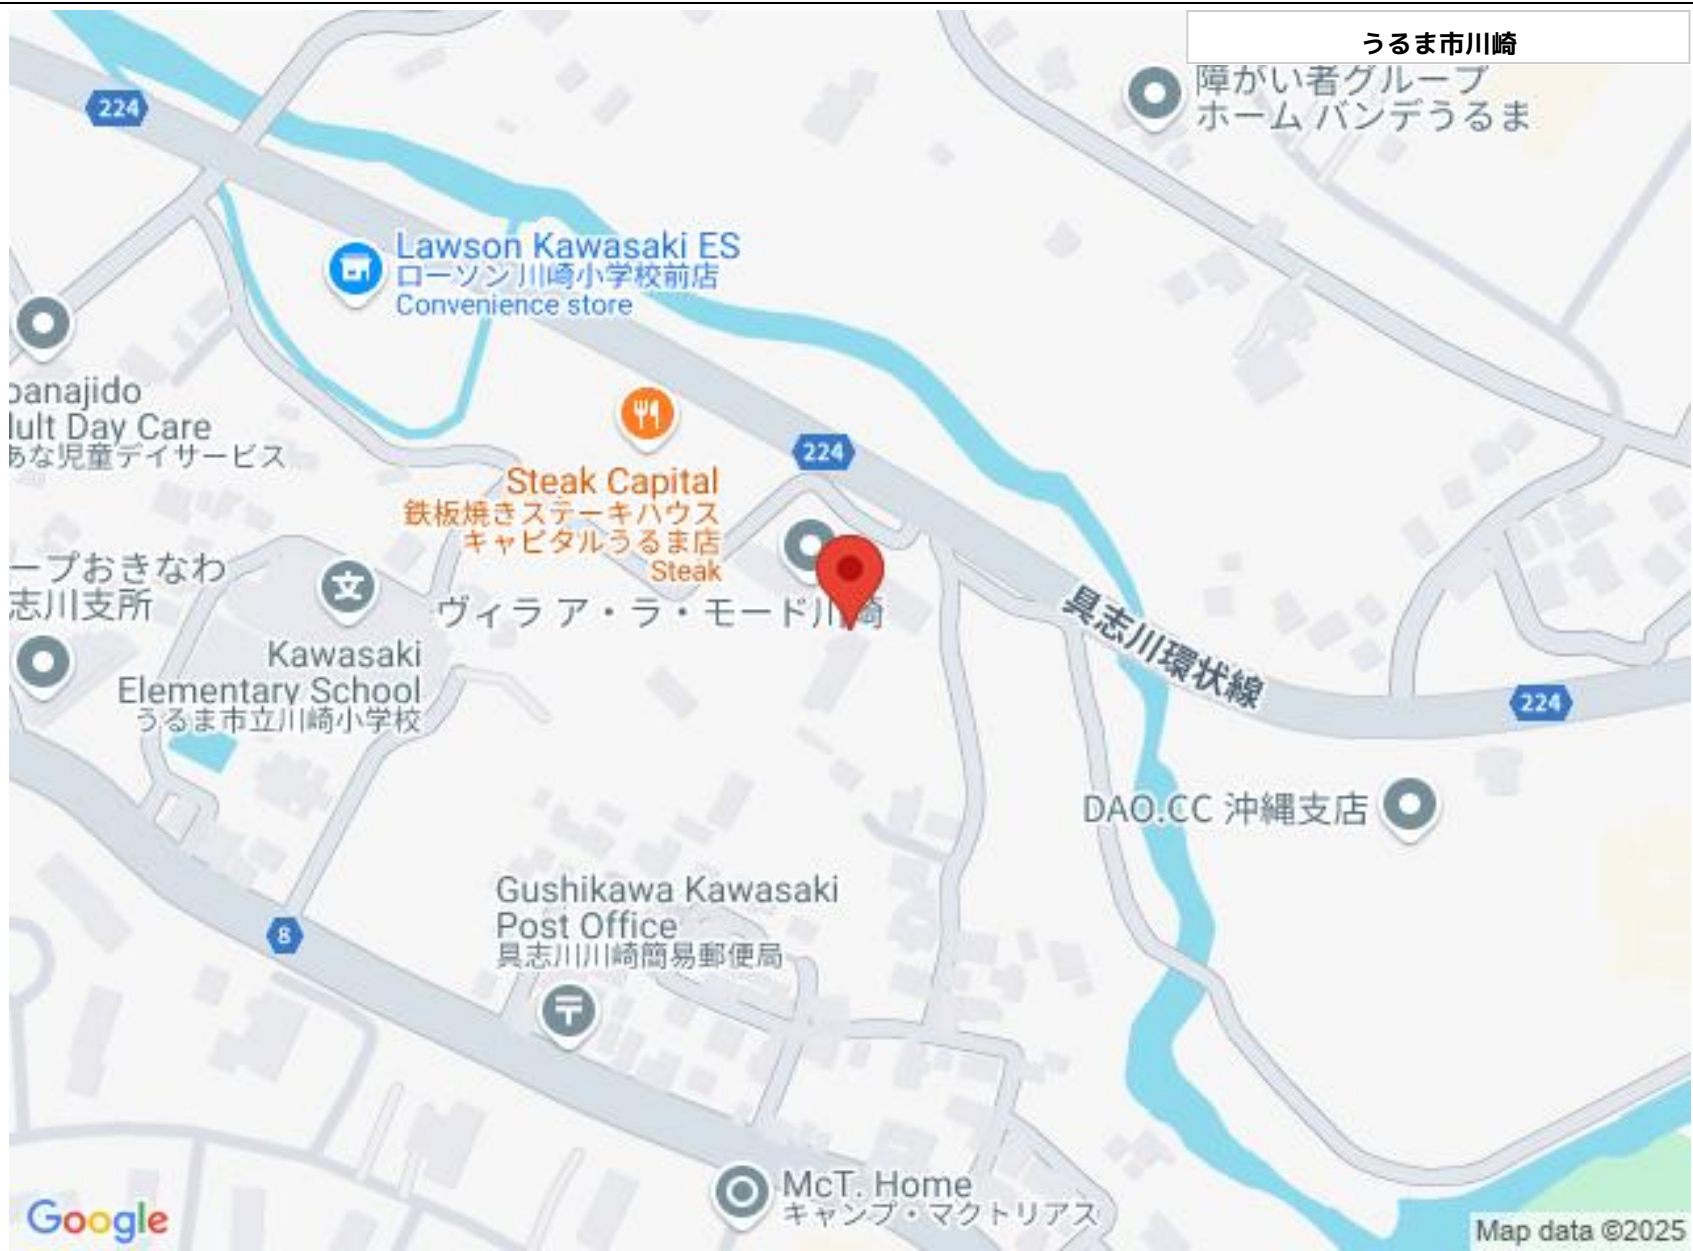 うるま市川崎
障がい者グループ
ホーム バンデうるま
224
Lawson Kawasaki ES
ローソン 川崎小学校前店
Convenience store
panajido
lult Day Care
あな児童デイサービス
Steak Capital
鉄板焼きステーキハウス
キャピタルうるま店
Steak
224
ープおきなわ
志川支所
文
ヴィラ ア・ラ・モード川崎
Kawasaki
Elementary School
うるま市立川崎小学校
具志川環状線
224
DAO.CC 沖縄支店
8
Gushikawa Kawasaki
Post Office
具志川川崎簡易郵便局
〒
McT. Home
キャンプ・マクトリアス
Google
Map data ©2025